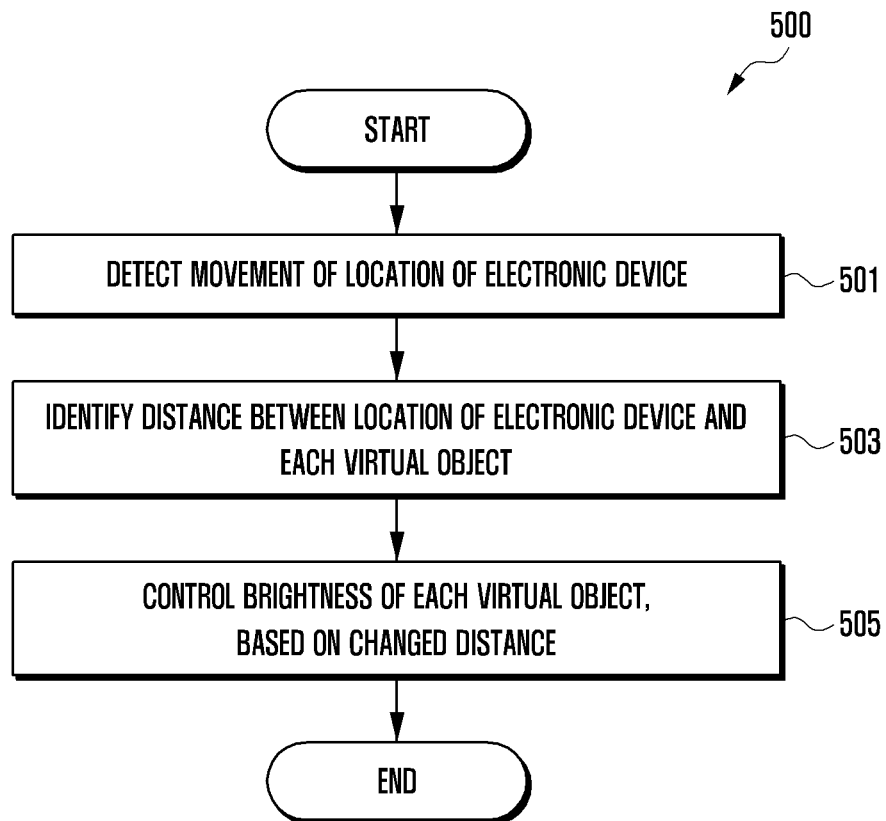 500
START
DETECT MOVEMENT OF LOCATION OF ELECTRONIC DEVICE
501
IDENTIFY DISTANCE BETWEEN LOCATION OF ELECTRONIC DEVICE AND
EACH VIRTUAL OBJECT
503
CONTROL BRIGHTNESS OF EACH VIRTUAL OBJECT,
BASED ON CHANGED DISTANCE
505
END